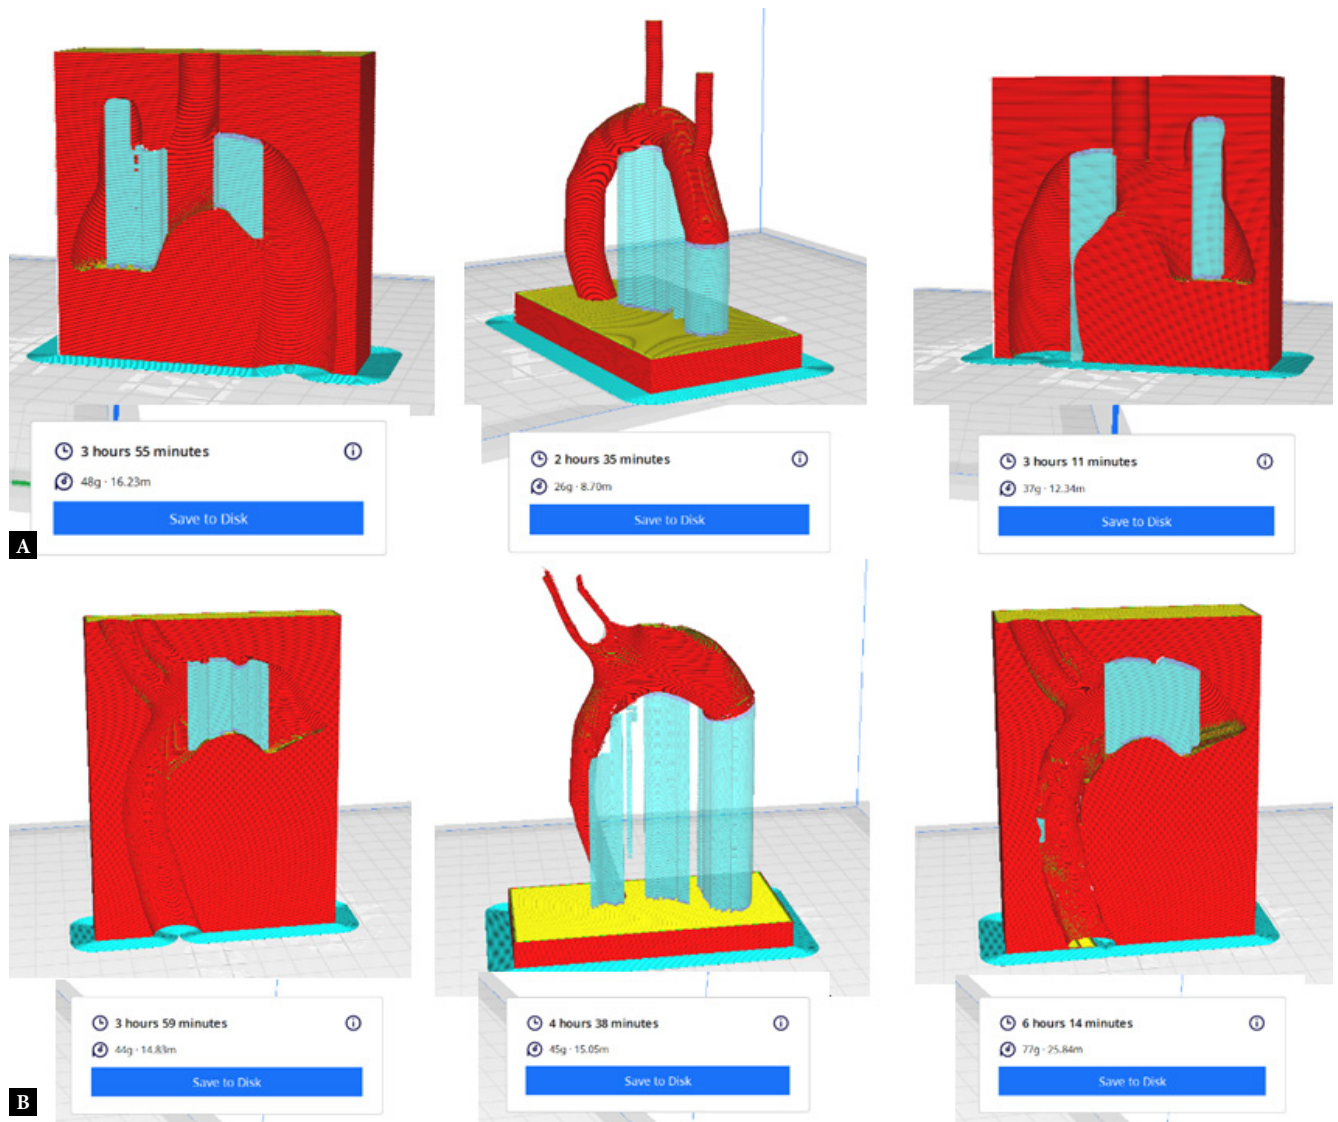 3 hours 55 minutes
48g · 16.23m
Save to Disk
2 hours 35 minutes
26g · 8.70m
Save to Disk
3 hours 11 minutes
37g · 12.34m
Save to Disk
A
3 hours 59 minutes
44g · 14.83m
Save to Disk
4 hours 38 minutes
45g · 15.05m
Save to Disk
6 hours 14 minutes
77g · 25.84m
Save to Disk
B